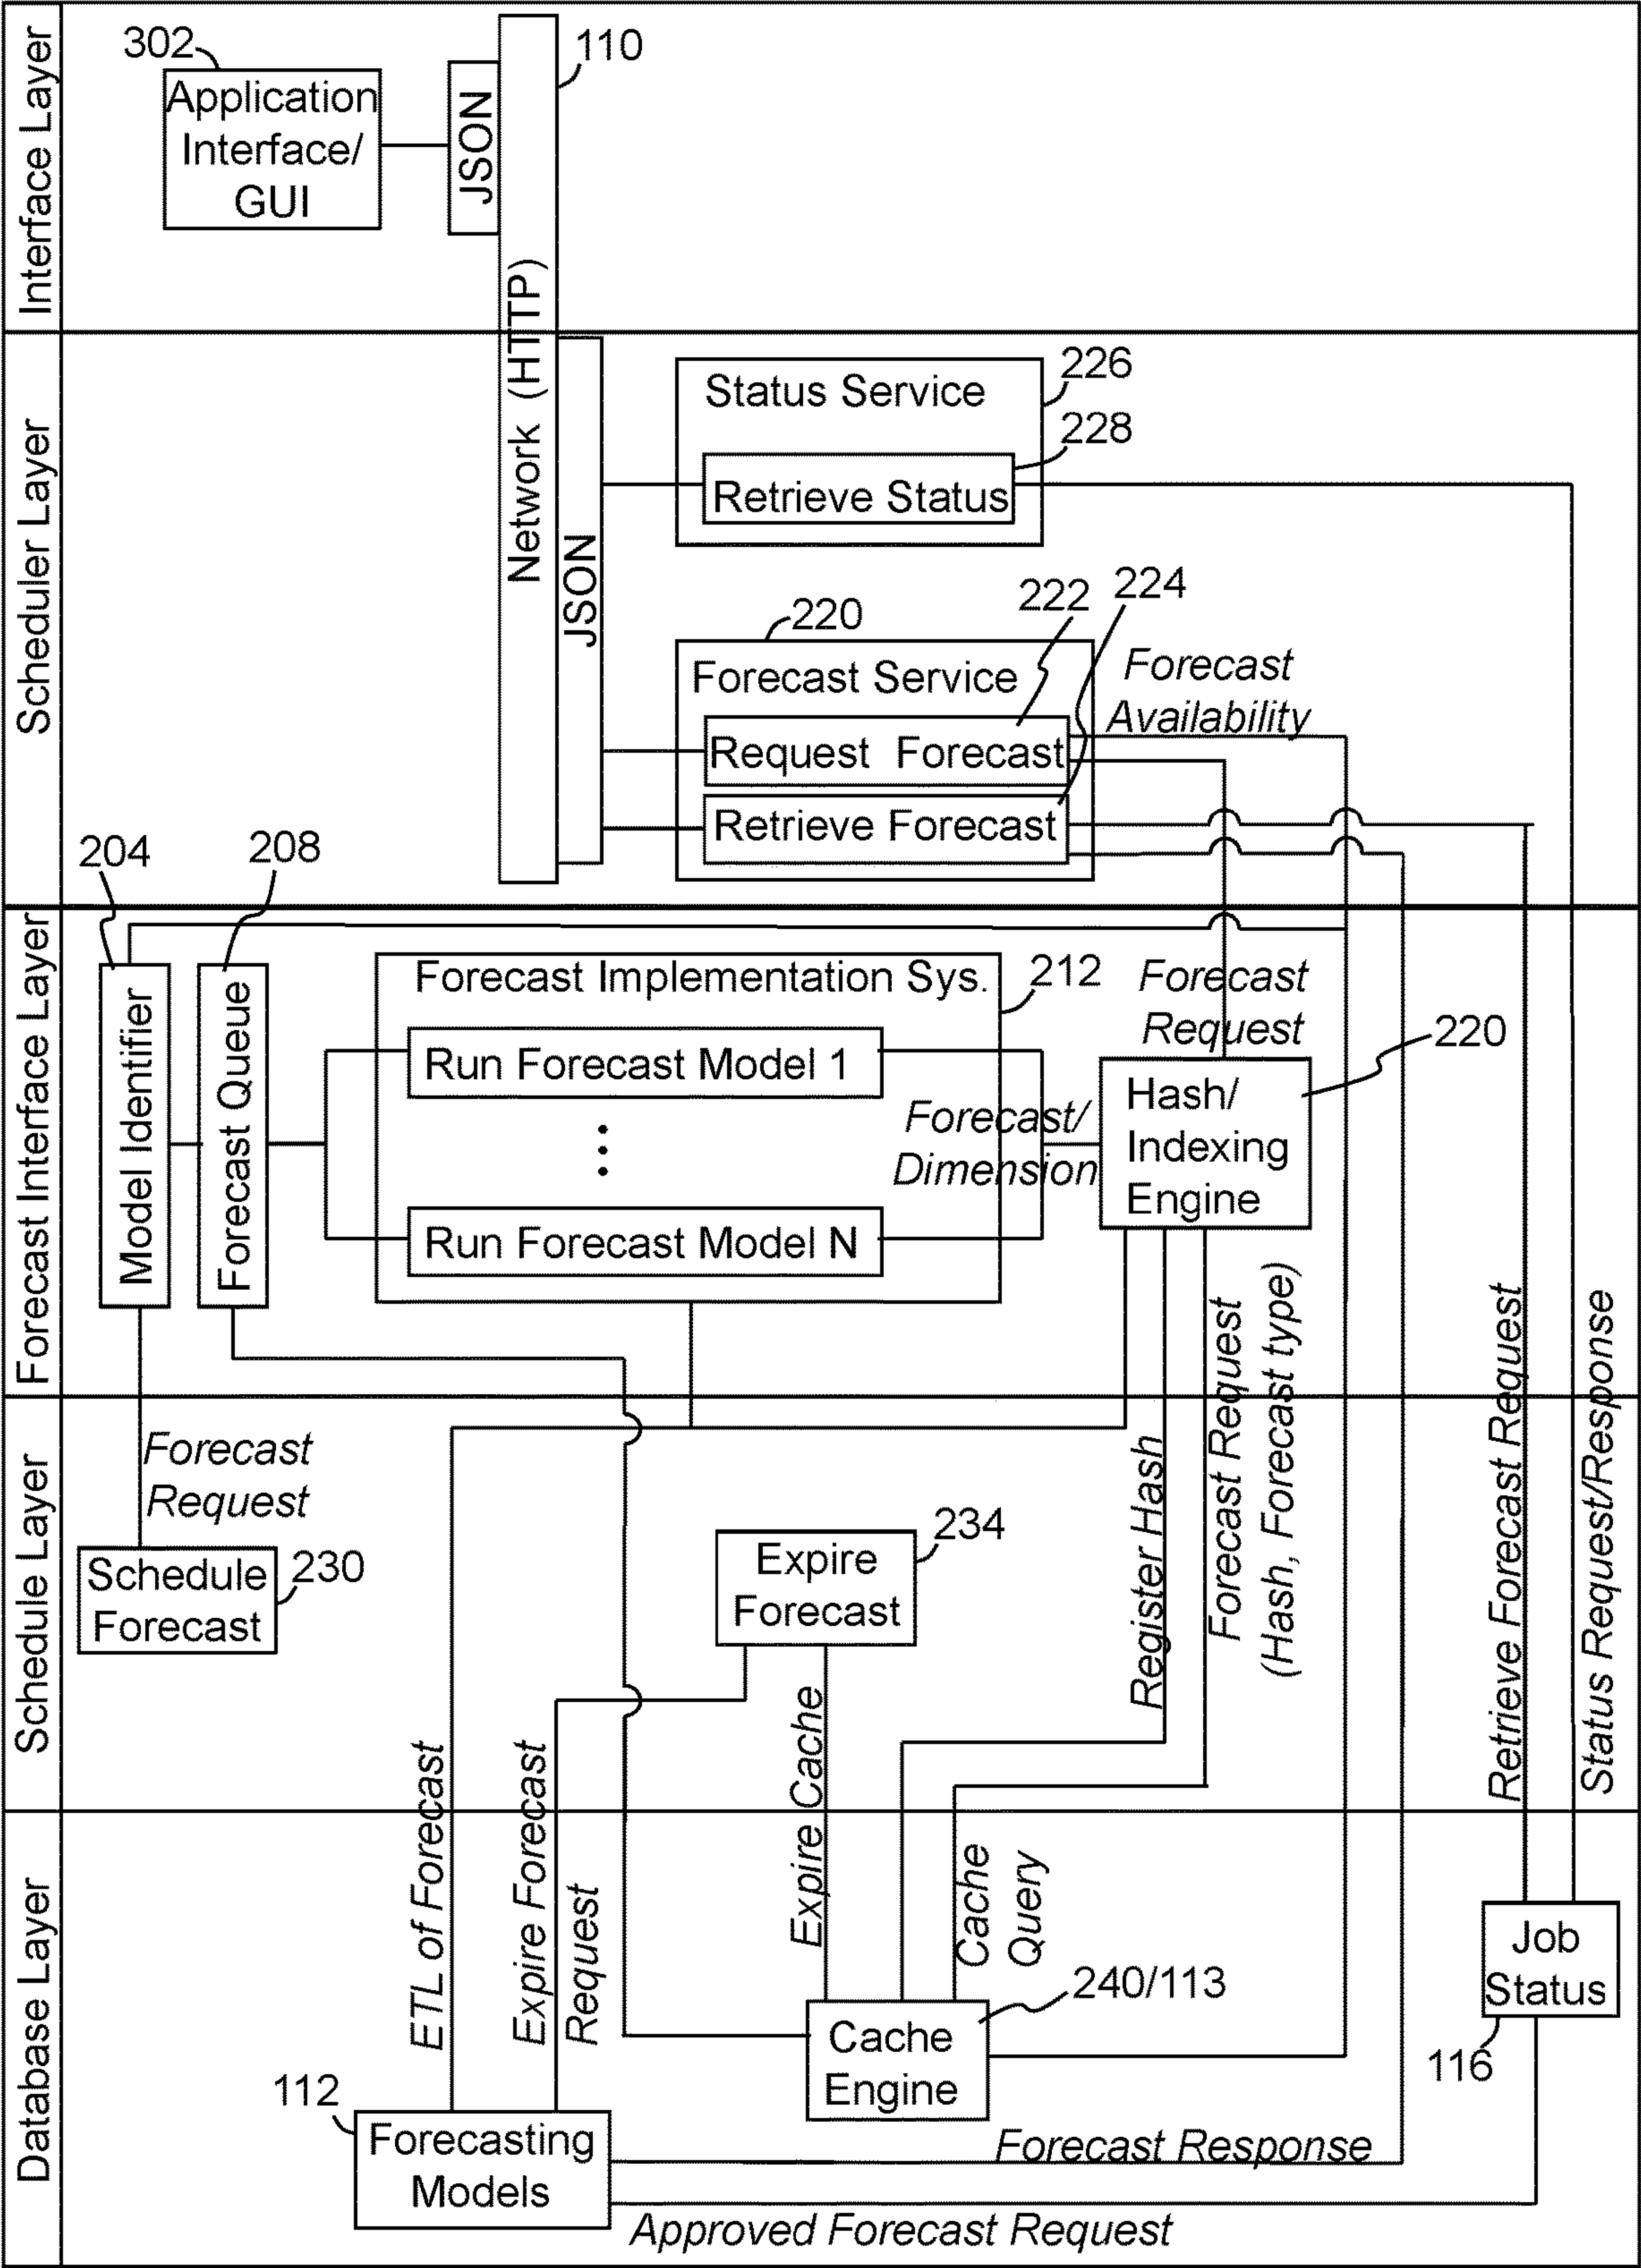 Interface Layer
302
110
Application
Interface/
GUI
JSON
Network (HTTP)
Scheduler Layer
JSON
226
Status Service
228
Retrieve Status
224
222
220
Forecast Service
Forecast
Availability
Request Forecast
Retrieve Forecast
204
208
Forecast Interface Layer
Model Identifier
Forecast Queue
Forecast Implementation Sys.
212
Forecast
Request
220
Run Forecast Model 1
Hash/
Indexing
Engine
Forecast/
Dimension
Run Forecast Model N
Forecast Request
(Hash, Forecast type)
Retrieve Forecast Request
Status Request/Response
Schedule Layer
Forecast
Request
Register Hash
234
Expire
Forecast
Schedule
Forecast
230
Expire Cache
ETL of Forecast
Expire Forecast
Request
Database Layer
Cache
Query
Job
Status
240/113
Cache
Engine
116
112
Forecasting
Models
Forecast Response
Approved Forecast Request